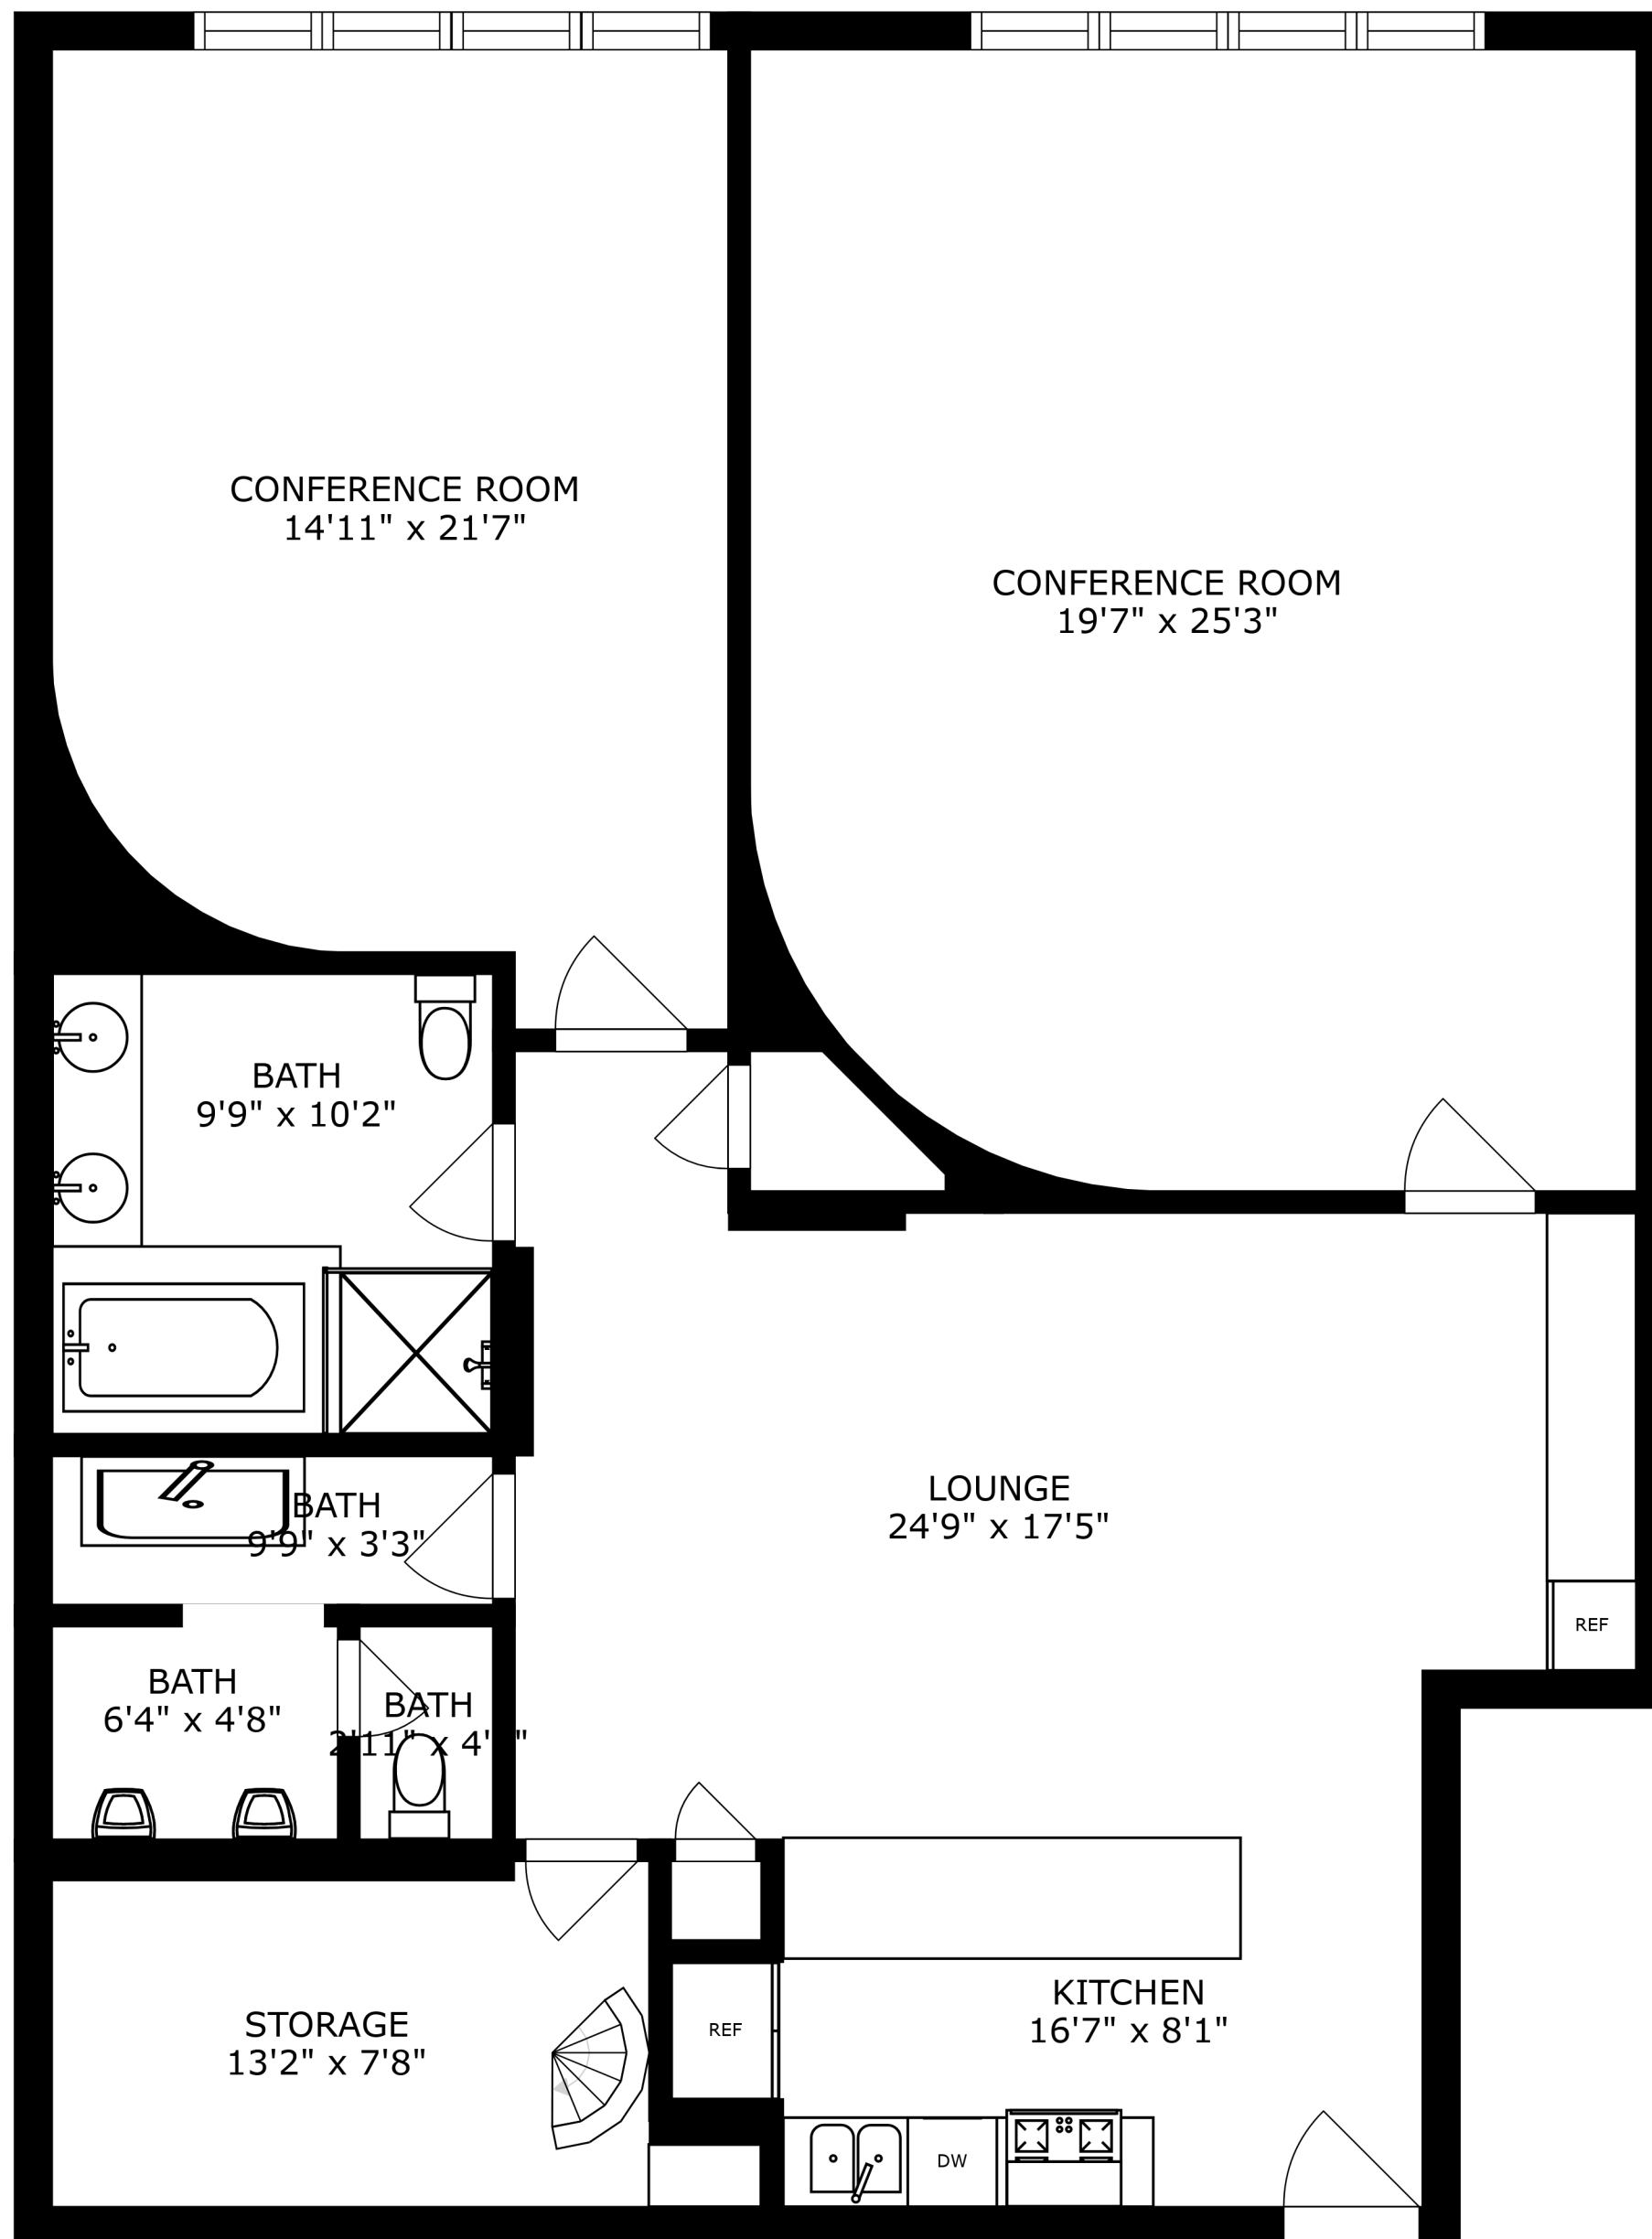 CONFERENCE ROOM
14'11" x 21'7"
CONFERENCE ROOM
19'7" x 25'3"
BATH
9'9" x 10'2"
BATH
9'9" x 3'3"
LOUNGE
24'9" x 17'5"
REF
BATH
6'4" x 4'8"
BATH
2'11" x
KITCHEN
16'7" x 8'1"
STORAGE
13'2" x 7'8"
REF
DW